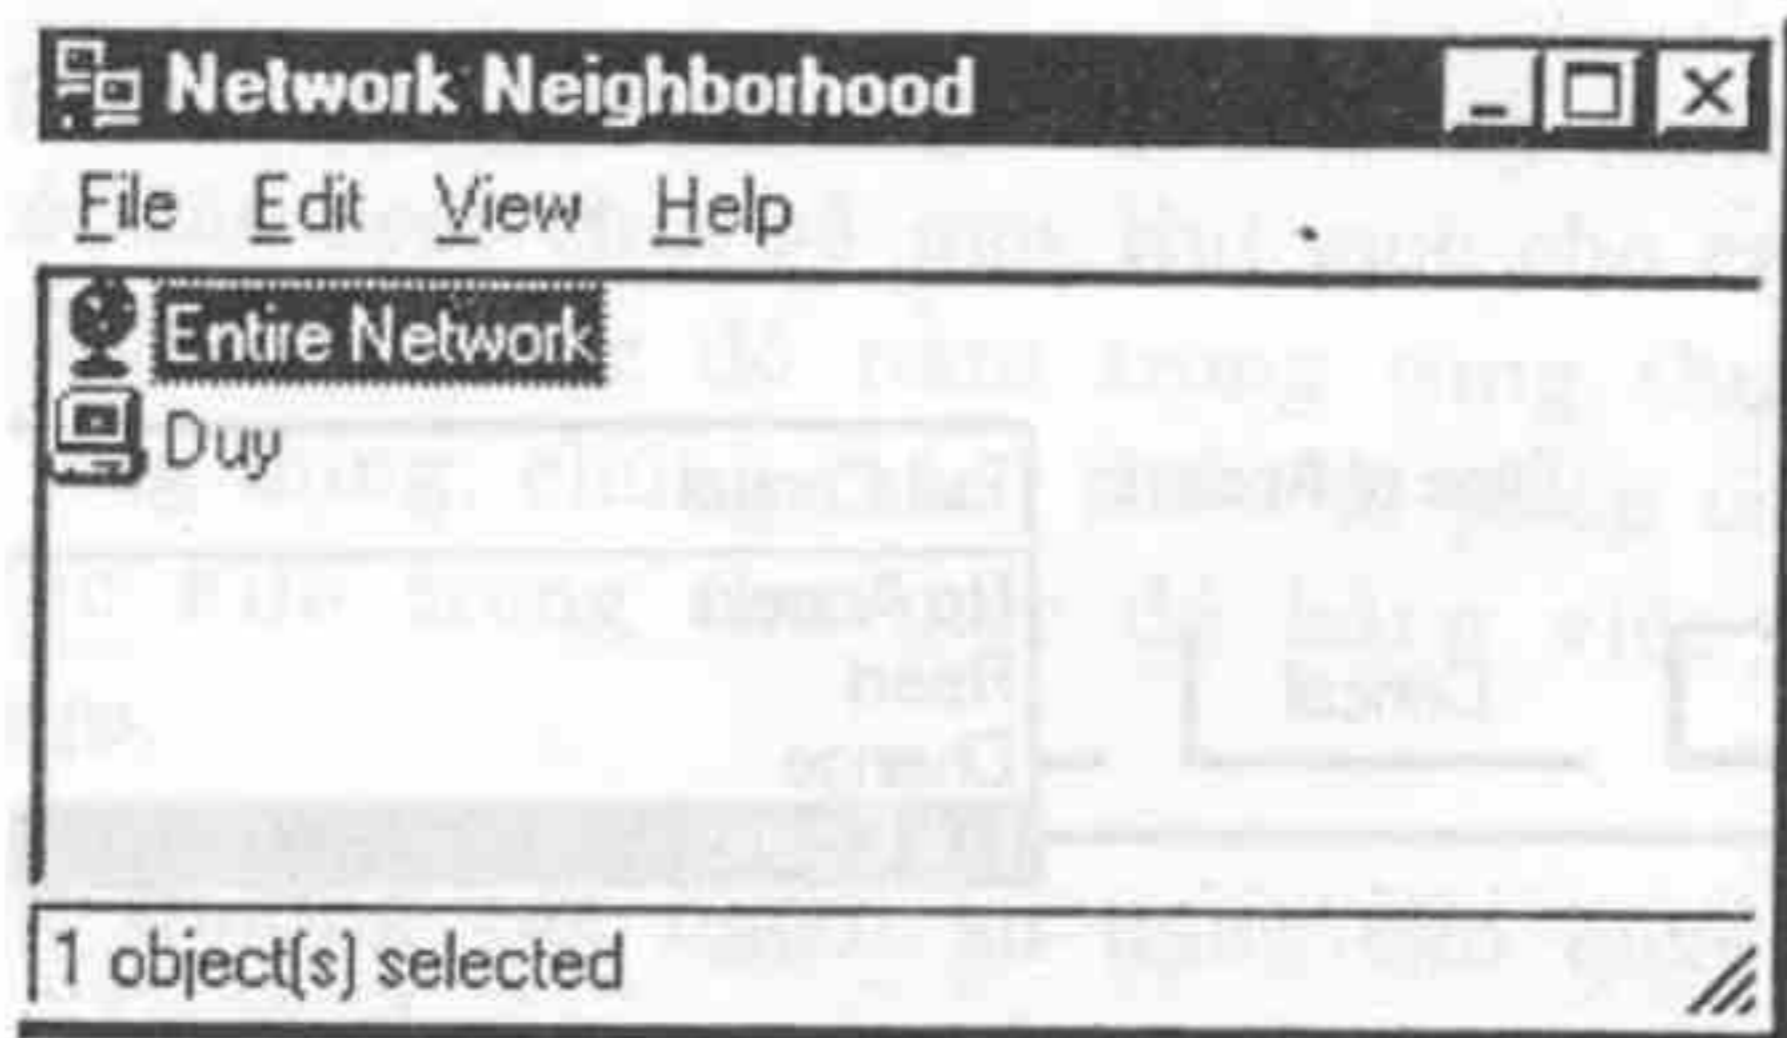 Network Neighborhood
File Edit View Help
Entire Network
Duy
1 object(s) selected